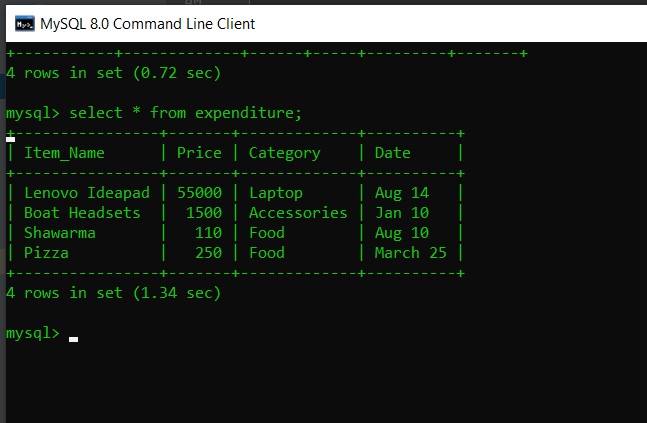 MySQL 8.0 Command Line Client
+-----------+-------------+------+-----+---------+-------+
4 rows in set (0.72 sec)
mysql> select * from expenditure;
+----------------+-------+-------------+----------+
| Item_Name      | Price | Category    | Date     |
+----------------+-------+-------------+----------+
| Lenovo Ideapad | 55000 | Laptop      | Aug 14   |
| Boat Headsets  |  1500 | Accessories | Jan 10   |
| Shawarma       |   110 | Food        | Aug 10   |
| Pizza          |   250 | Food        | March 25 |
+----------------+-------+-------------+----------+
4 rows in set (1.34 sec)
mysql>